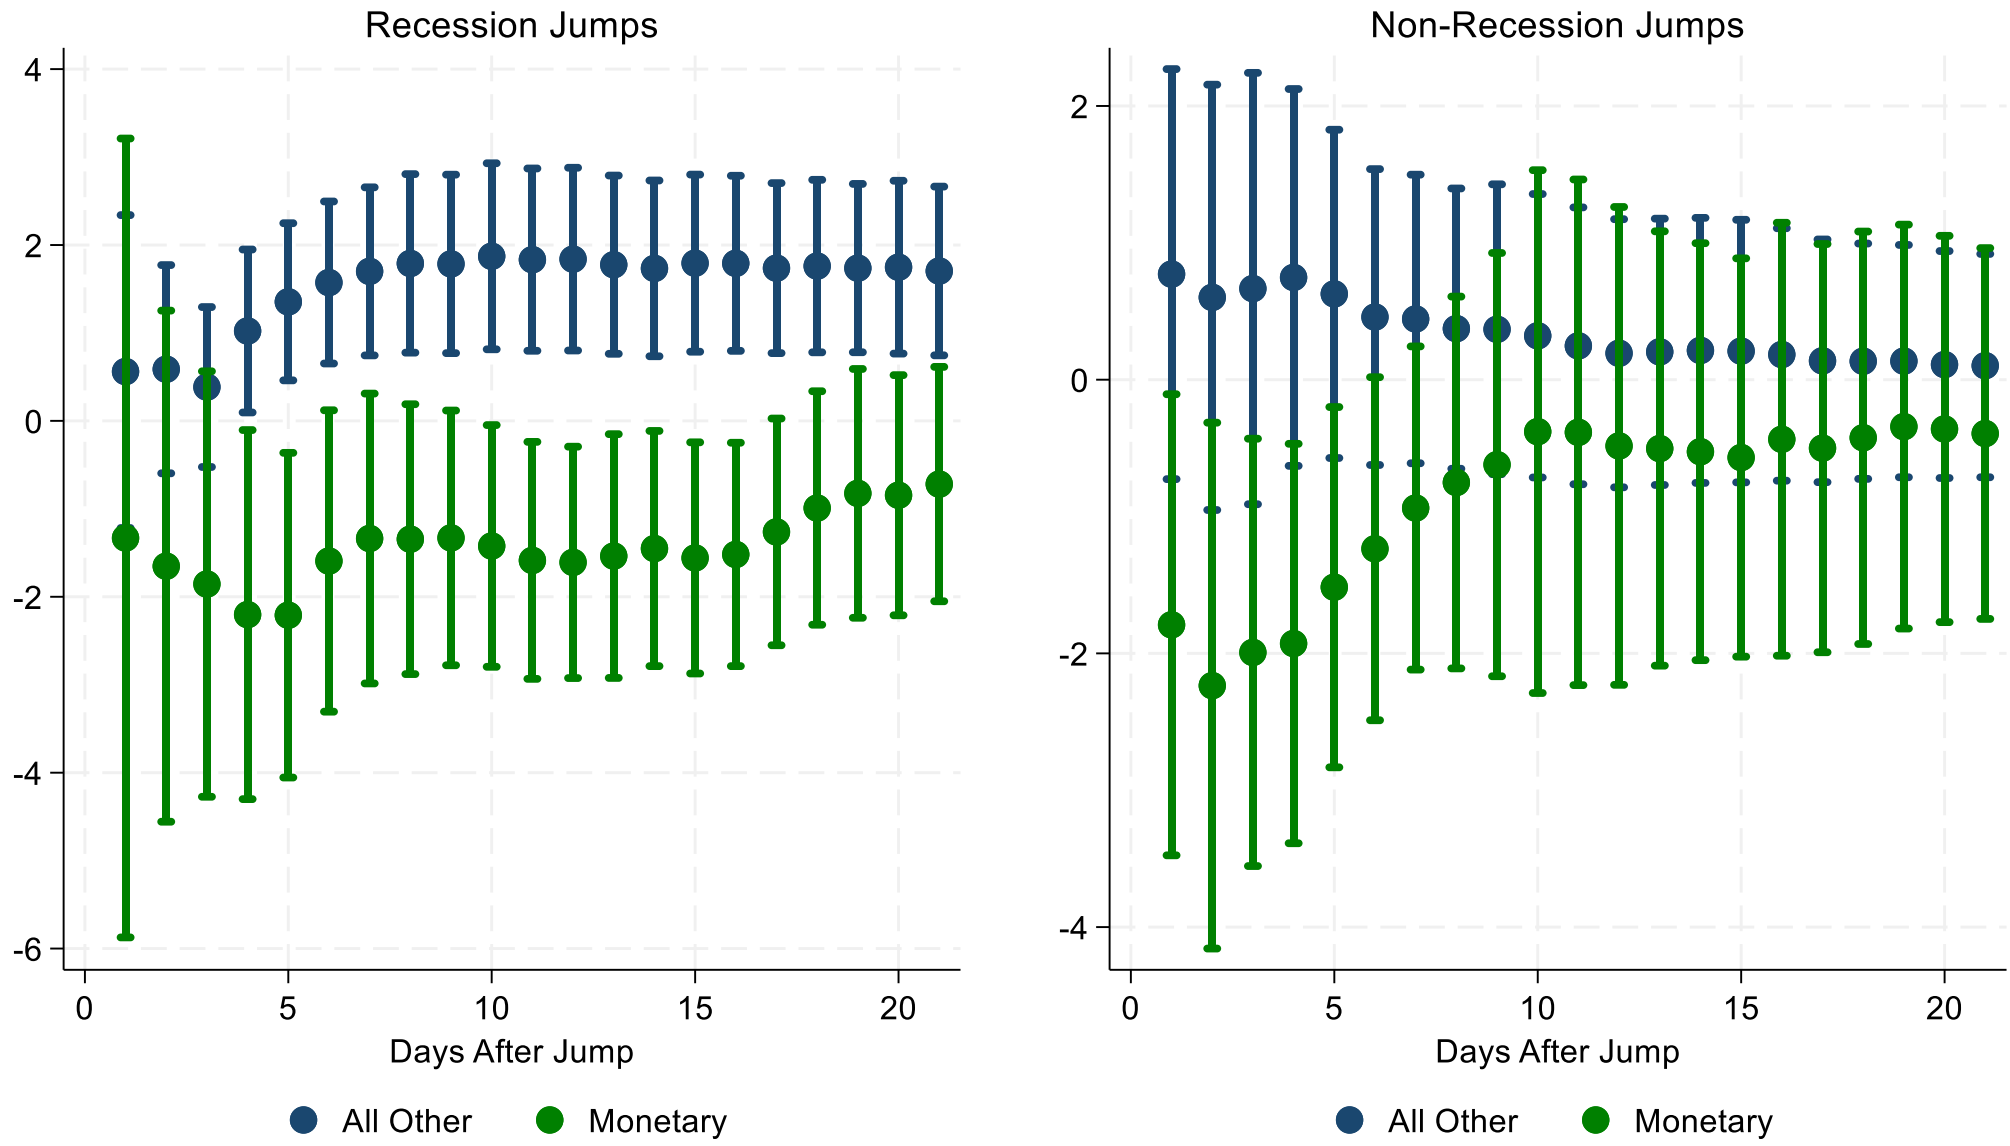 Recession Jumps
4
2
0
-2
-4
-6
0 5 10 15 20
Days After Jump
All Other Monetary
Non-Recession Jumps
2
0
-2
-4
0 5 10 15 20
Days After Jump
All Other Monetary